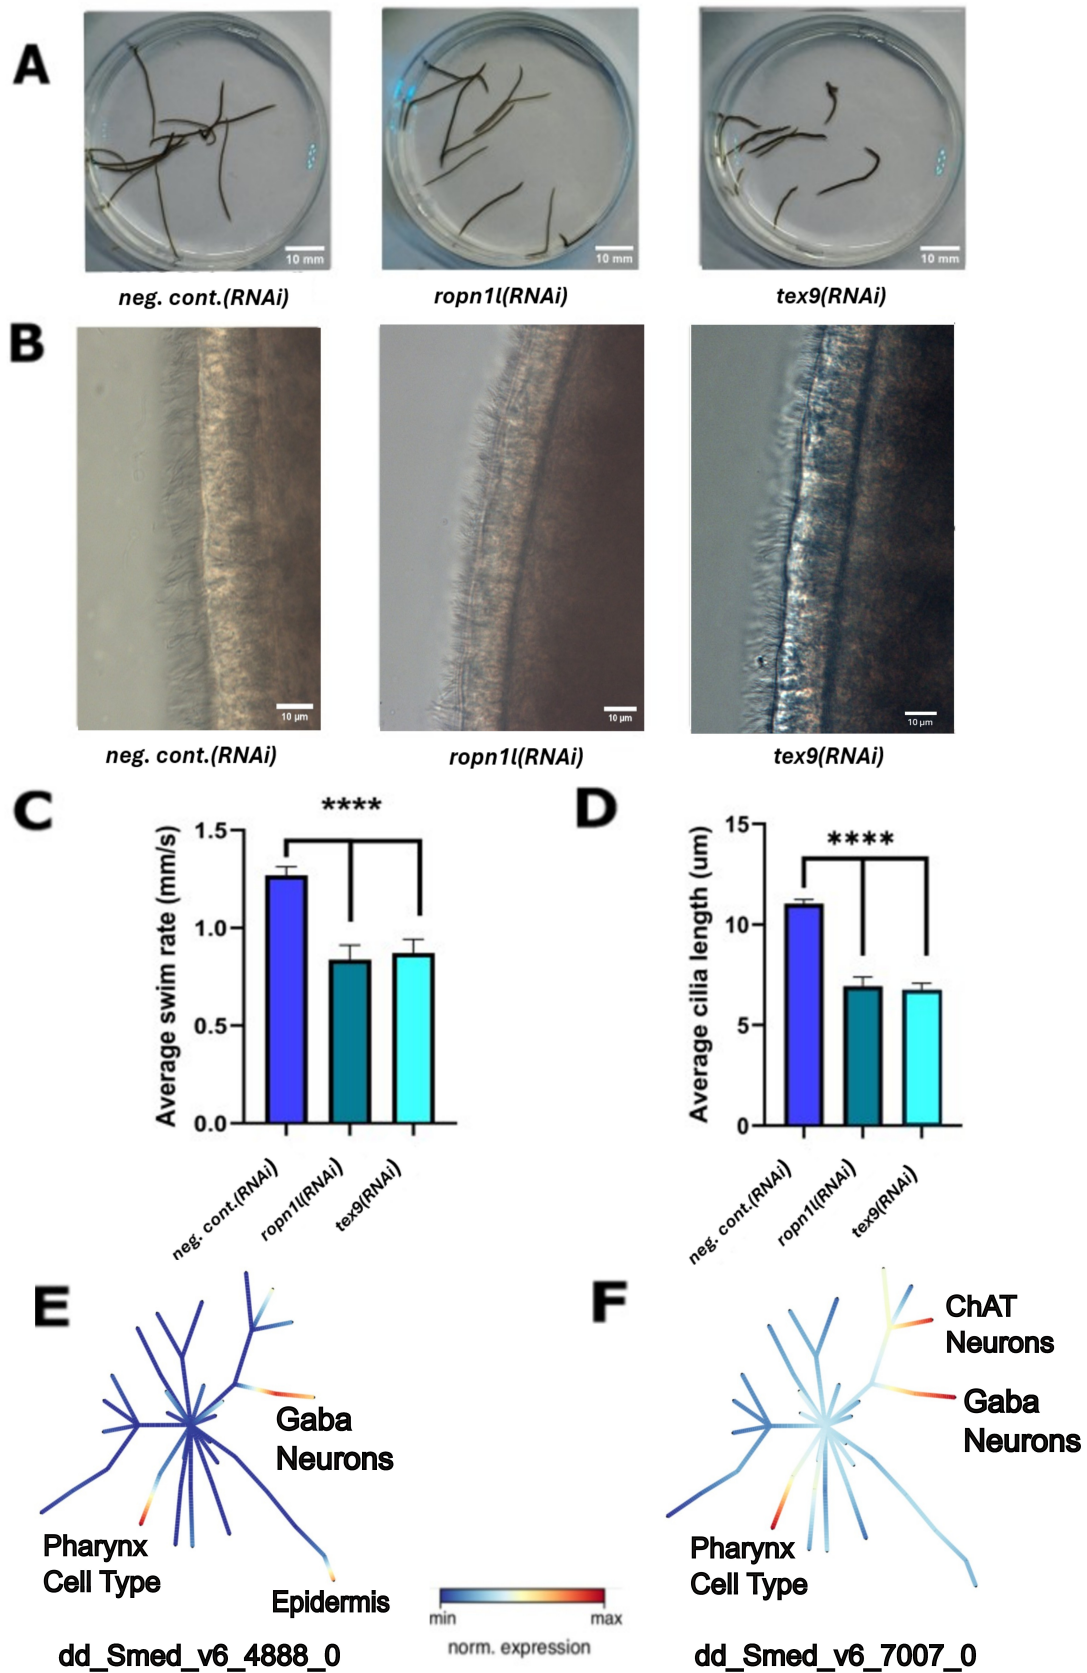 A
10 mm
10 mm
10 mm
neg. cont.(RNAi)
ropn1l(RNAi)
tex9(RNAi)
B
10 µm
10 µm
10 µm
neg. cont.(RNAi)
ropn1l(RNAi)
tex9(RNAi)
C
****
Average swim rate (mm/s)
1.5
1.0
0.5
0.0
neg. cont.(RNAi)
ropn1l(RNAi)
tex9(RNAi)
D
****
Average cilia length (um)
15
10
5
0
neg. cont.(RNAi)
ropn1l(RNAi)
tex9(RNAi)
E
Gaba
Neurons
Pharynx
Cell Type
Epidermis
dd_Smed_v6_4888_0
min
max
norm. expression
F
ChAT
Neurons
Gaba
Neurons
Pharynx
Cell Type
dd_Smed_v6_7007_0